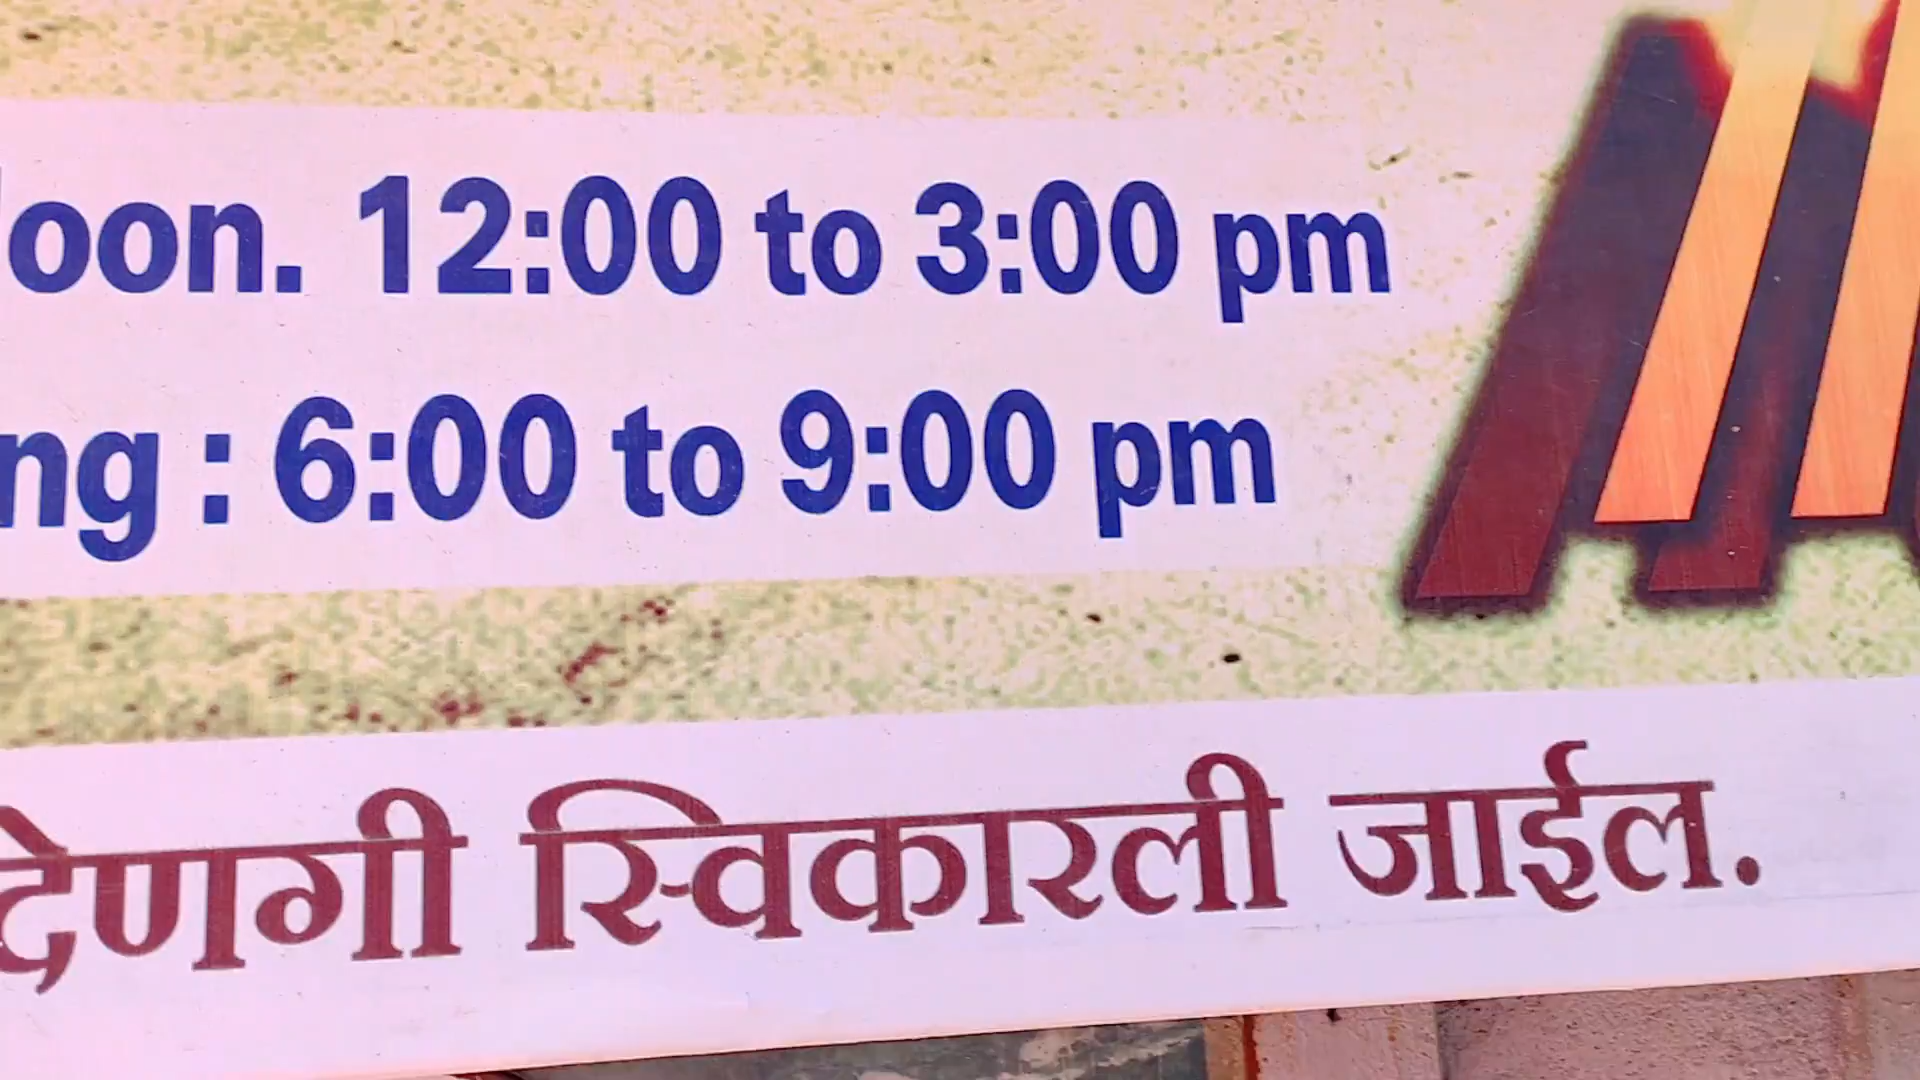 oon. 12:00 to 3:00 pm
ng : 6:00 to 9:00 pm
देणगी स्विकारली जाईल.